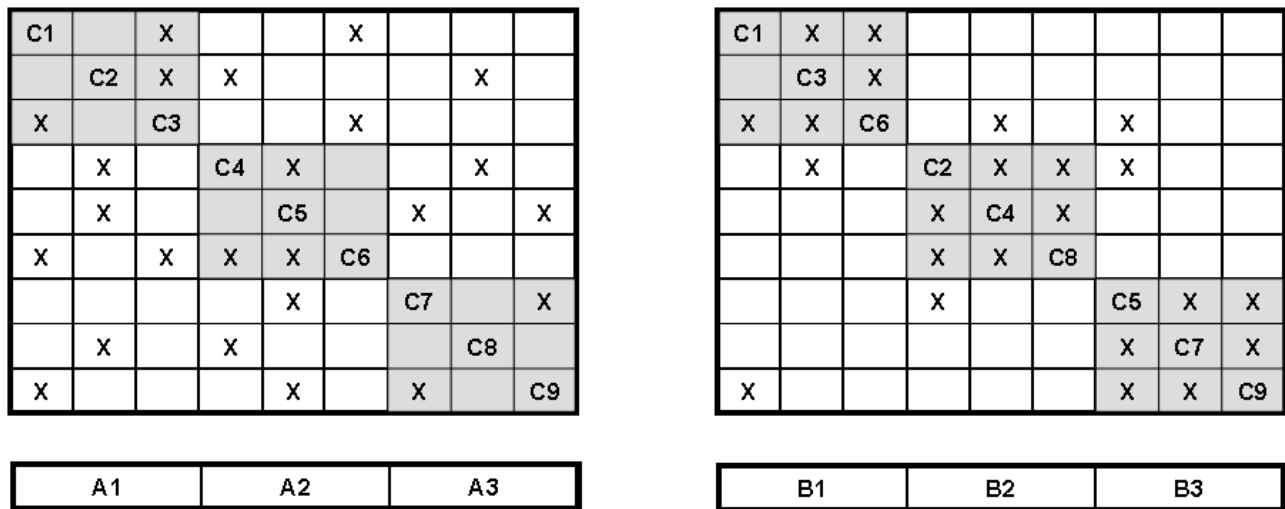 C1 X X
C2 X X X
X C3 X
X C4 X X
X C5 X X
X X X X C6
X C7 X
X X C8
X X X C9
A1 A2 A3
C1 X X
C3 X
X X C6 X X
X C2 X X X
X C4 X
X X C8
X C5 X X
X C7 X
X X X C9
B1 B2 B3